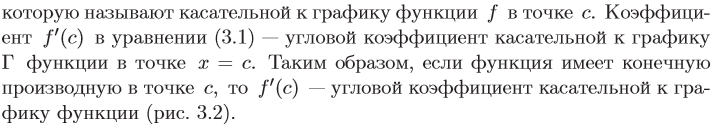 которую называют касательной к графику функции f в точке c. Коэффици-
ент f′(c) в уравнении (3.1) — угловой коэффициент касательной к графику
Γ функции в точке x = c. Таким образом, если функция имеет конечную
производную в точке c, то f′(c) — угловой коэффициент касательной к гра-
фику функции (рис. 3.2).